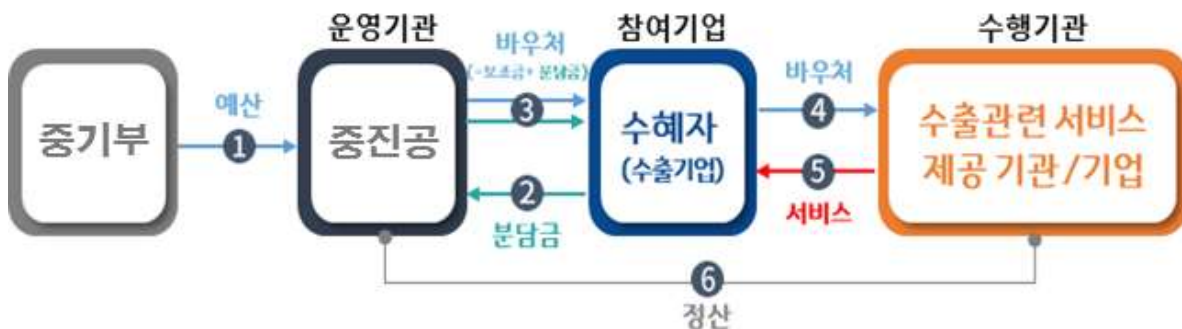 운영기관
참여기업
수행기관
중기부
예산
1
중진공
바우처
(=보조금+ 분담금)
3
2
분담금
수혜자
(수출기업)
바우처
4
5
서비스
수출관련 서비스
제공 기관/기업
6
정산